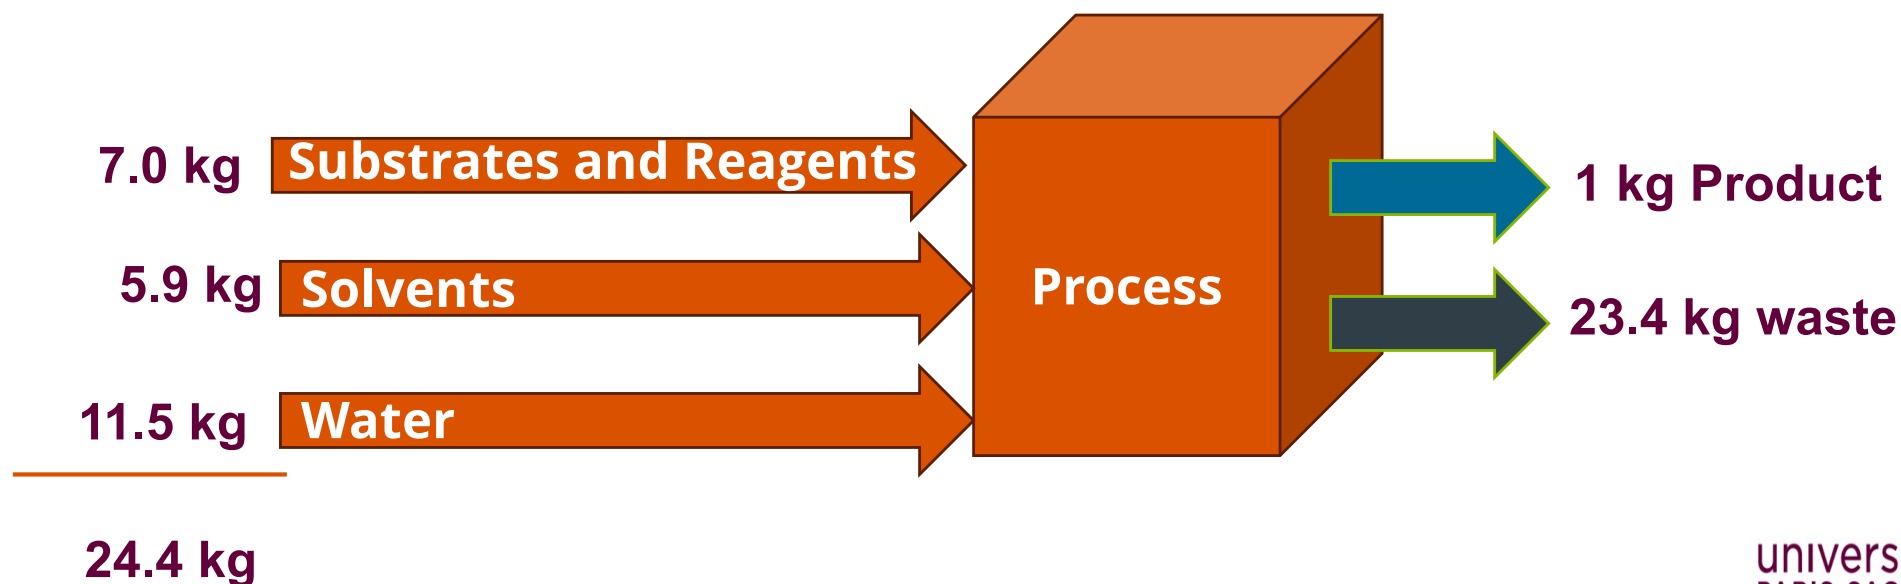 7.0 kg
Substrates and Reagents
1 kg Product
5.9 kg
Solvents
Process
23.4 kg waste
11.5 kg
Water
24.4 kg
univers